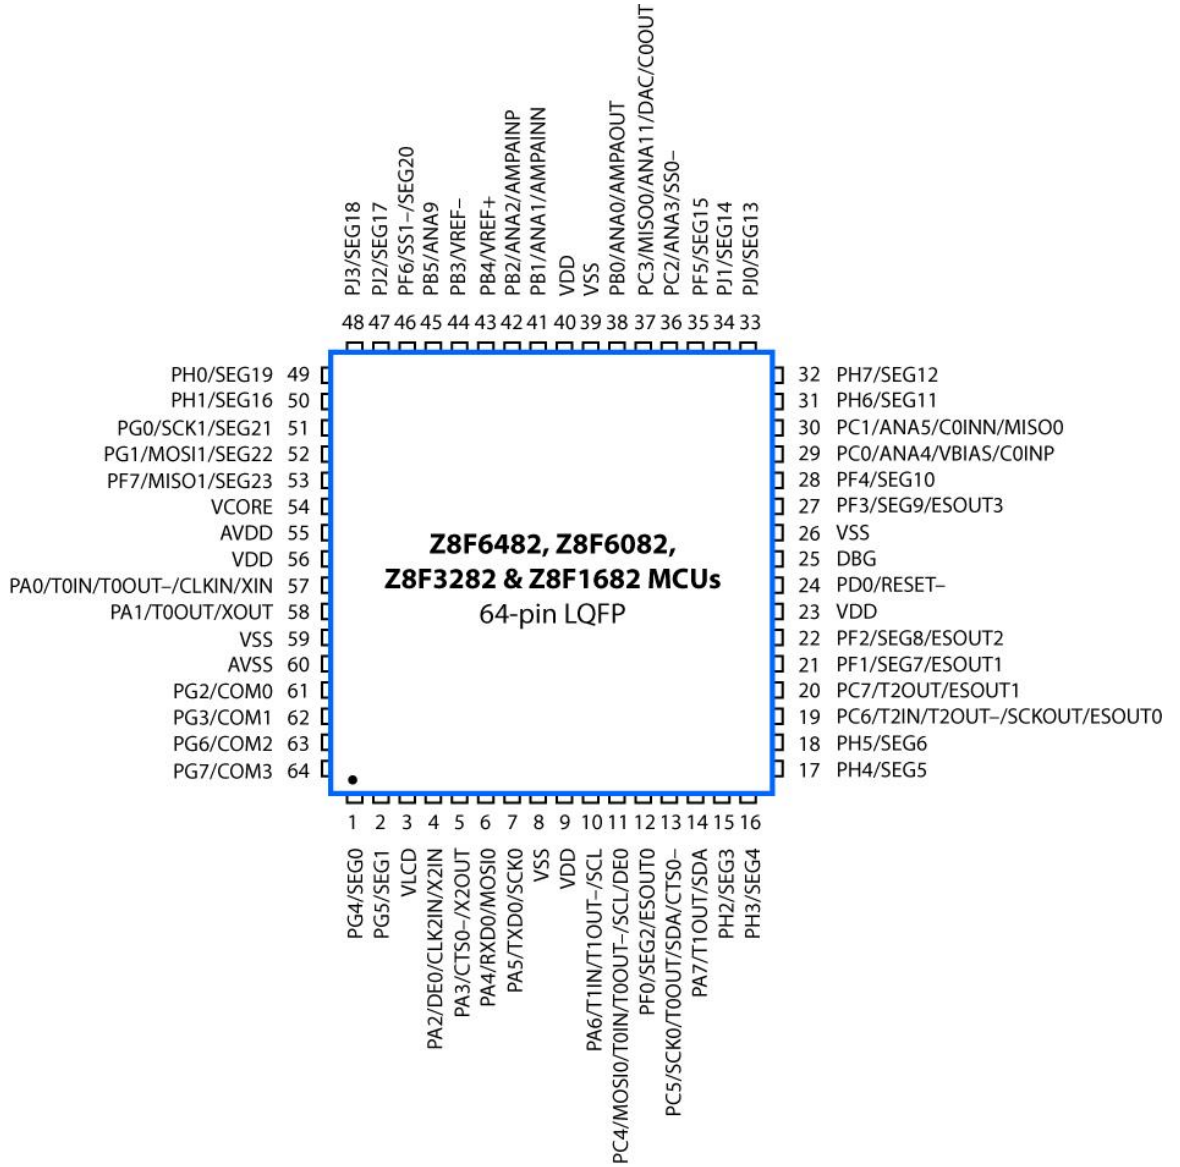 PJ3/SEG18
PJ2/SEG17
PF6/SS1–/SEG20
PB5/ANA9
PB3/VREF–
PB4/VREF+
PB2/ANA2/AMPAINP
PB1/ANA1/AMPAINN
VDD
VSS
PB0/ANA0/AMPAOUT
PC3/MISO0/ANA11/DAC/C0OUT
PC2/ANA3/SS0–
PF5/SEG15
PJ1/SEG14
PJ0/SEG13
48 47 46 45 44 43 42 41 40 39 38 37 36 35 34 33
PH0/SEG19 49
PH1/SEG16 50
PG0/SCK1/SEG21 51
PG1/MOSI1/SEG22 52
PF7/MISO1/SEG23 53
VCORE 54
AVDD 55
VDD 56
PA0/T0IN/T0OUT–/CLKIN/XIN 57
PA1/T0OUT/XOUT 58
VSS 59
AVSS 60
PG2/COM0 61
PG3/COM1 62
PG6/COM2 63
PG7/COM3 64
Z8F6482, Z8F6082,
Z8F3282 & Z8F1682 MCUs
64-pin LQFP
32 PH7/SEG12
31 PH6/SEG11
30 PC1/ANA5/C0INN/MISO0
29 PC0/ANA4/VBIAS/C0INP
28 PF4/SEG10
27 PF3/SEG9/ESOUT3
26 VSS
25 DBG
24 PD0/RESET–
23 VDD
22 PF2/SEG8/ESOUT2
21 PF1/SEG7/ESOUT1
20 PC7/T2OUT/ESOUT1
19 PC6/T2IN/T2OUT–/SCKOUT/ESOUT0
18 PH5/SEG6
17 PH4/SEG5
1 2 3 4 5 6 7 8 9 10 11 12 13 14 15 16
PG4/SEG0
PG5/SEG1
VLCD
PA2/DE0/CLK2IN/X2IN
PA3/CTS0–/X2OUT
PA4/RXD0/MOSI0
PA5/TXD0/SCK0
VSS
VDD
PA6/T1IN/T1OUT–/SCL
PC4/MOSI0/T0IN/T0OUT–/SCL/DE0
PF0/SEG2/ESOUT0
PC5/SCK0/T0OUT/SDA/CTS0–
PA7/T1OUT/SDA
PH2/SEG3
PH3/SEG4